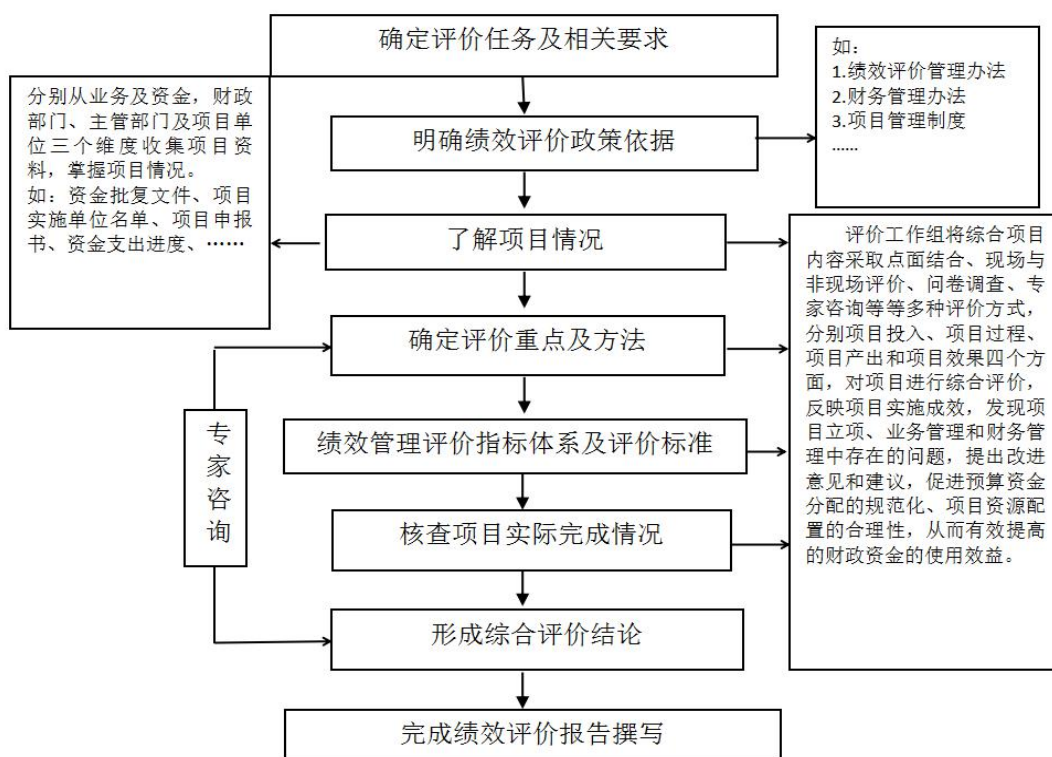 确定评价任务及相关要求
如：
1.绩效评价管理办法
2.财务管理办法
3.项目管理制度
......
分别从业务及资金，财政
部门、主管部门及项目单
位三个维度收集项目资
料，掌握项目情况。
如：资金批复文件、项目
实施单位名单、项目申报
书、资金支出进度、……
明确绩效评价政策依据
了解项目情况
评价工作组将综合项目
内容采取点面结合、现场与
非现场评价、问卷调查、专
家咨询等等多种评价方式，
分别项目投入、项目过程、
项目产出和项目效果四个方
面，对项目进行综合评价，
反映项目实施成效，发现项
目立项、业务管理和财务管
理中存在的问题，提出改进
意见和建议，促进预算资金
分配的规范化、项目资源配
置的合理性，从而有效提高
的财政资金的使用效益。
确定评价重点及方法
专
家
咨
询
绩效管理评价指标体系及评价标准
核查项目实际完成情况
形成综合评价结论
完成绩效评价报告撰写